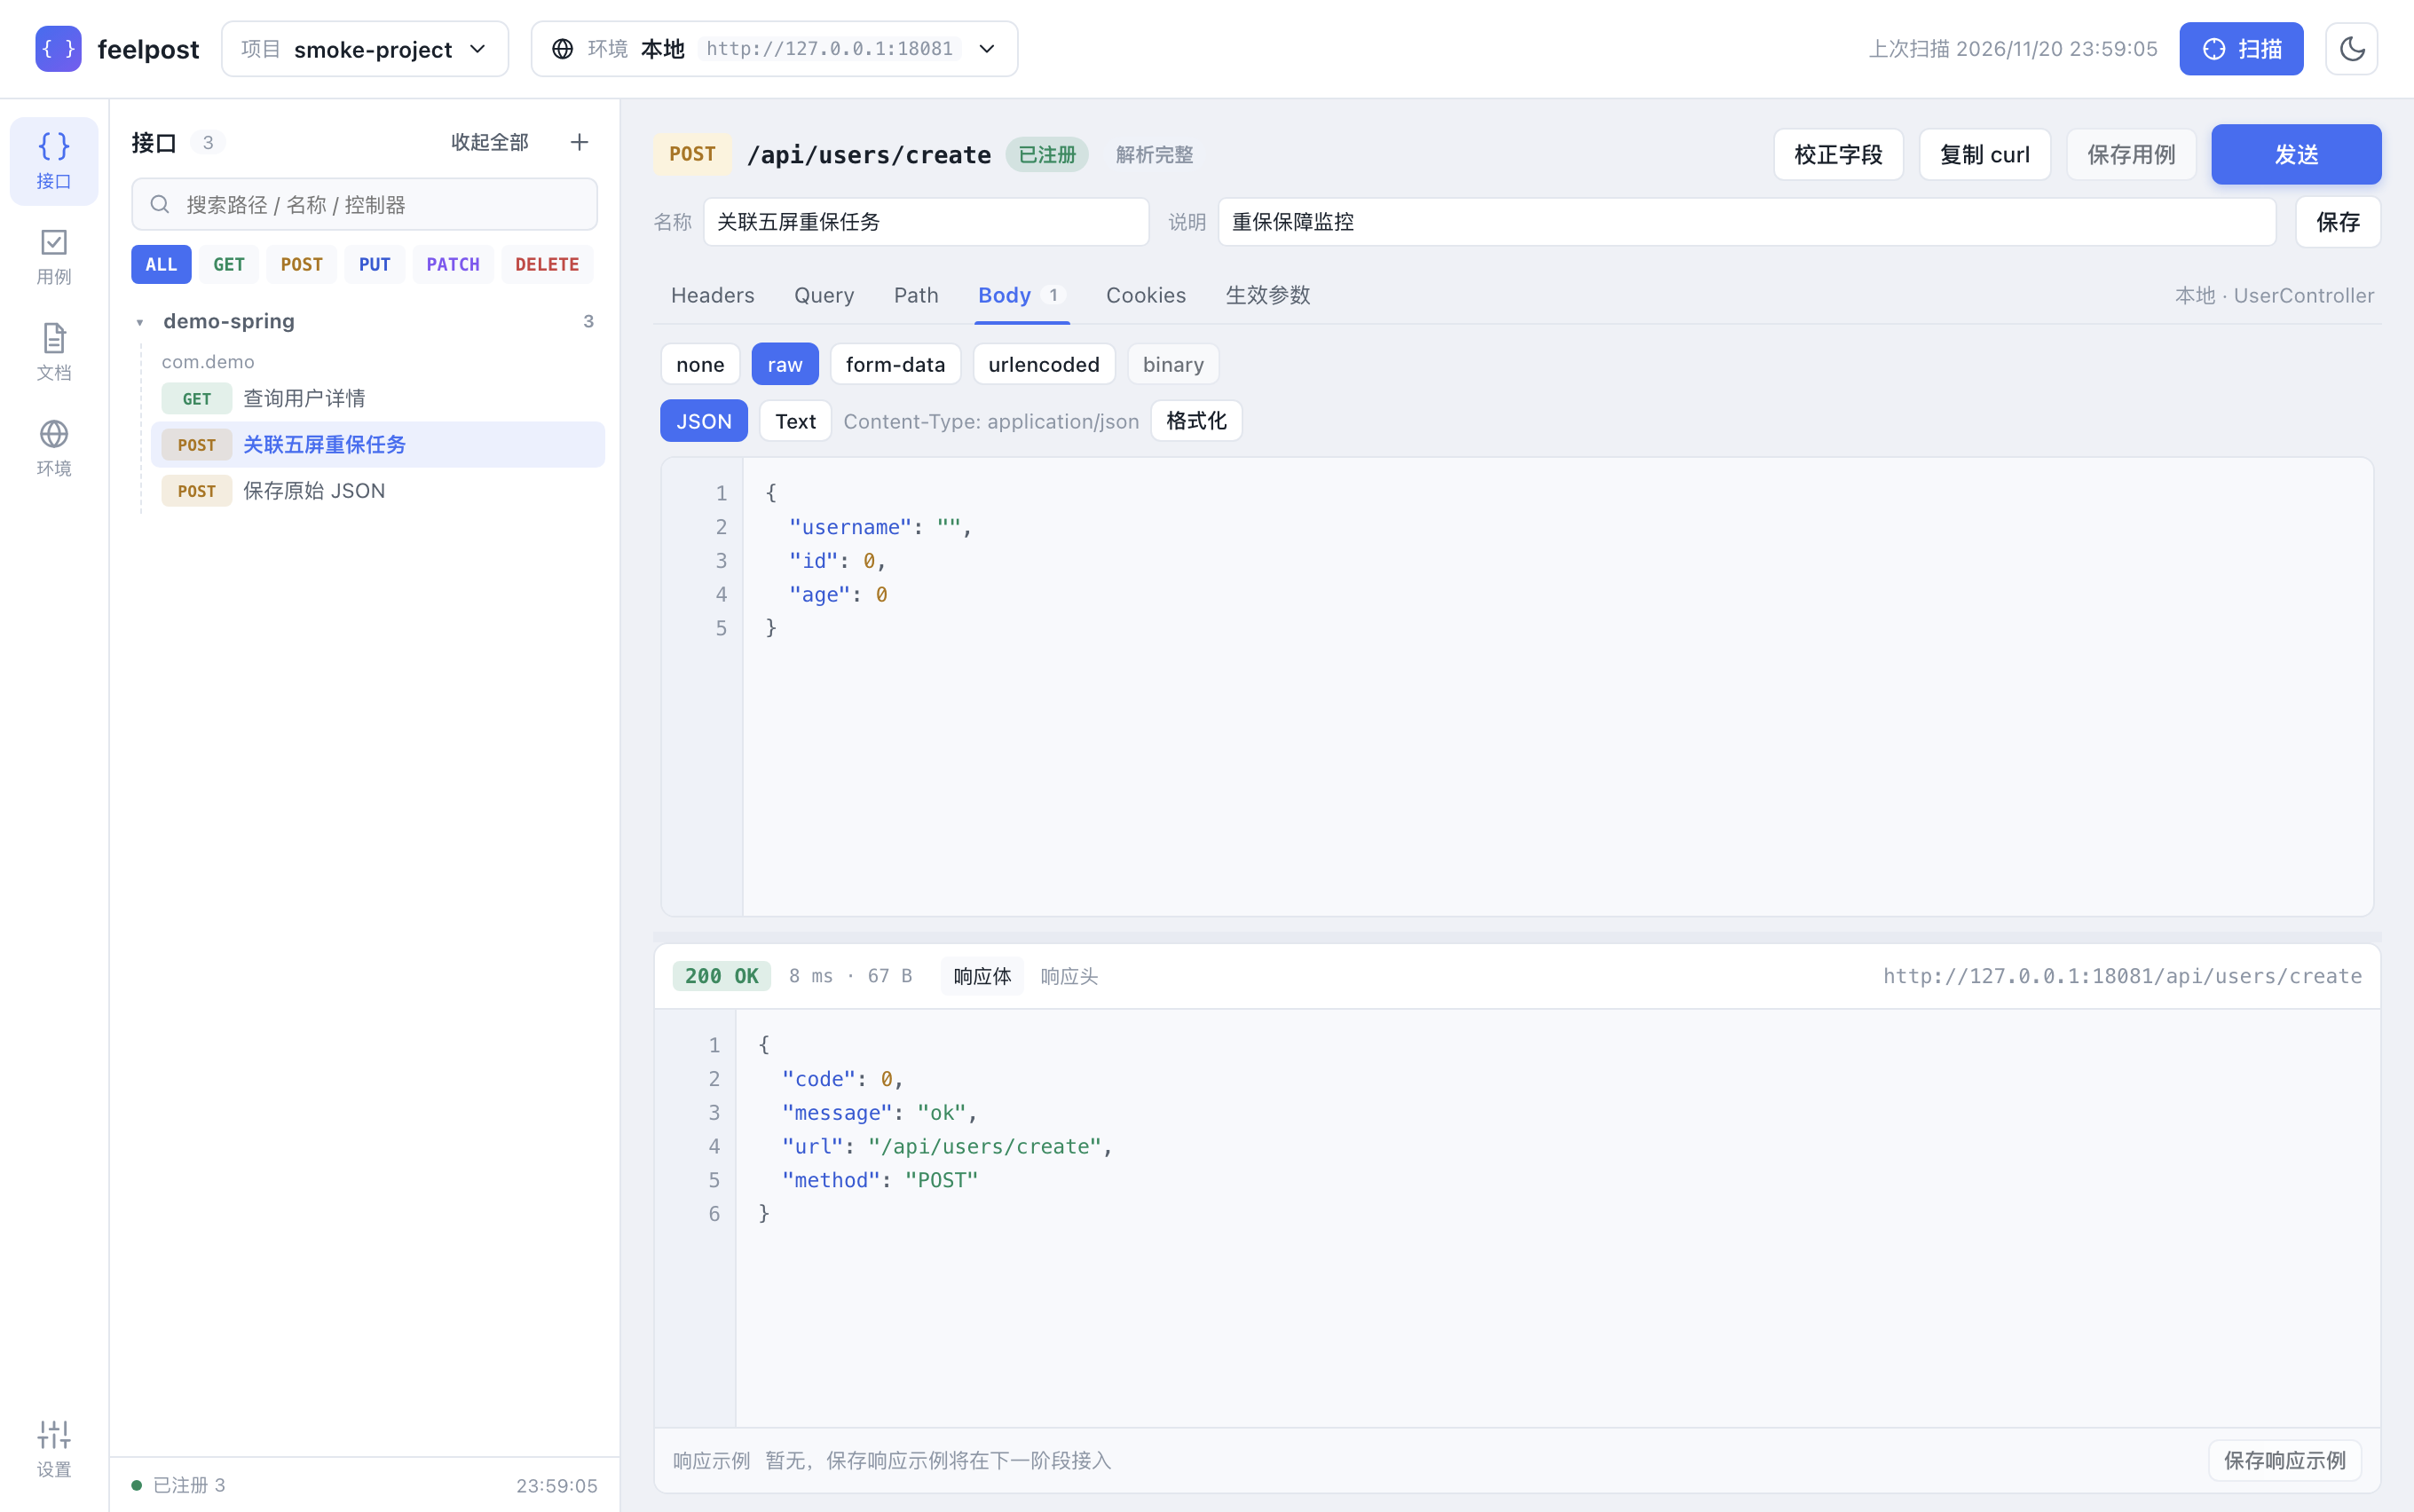 { } feelpost 项目 smoke-project 环境 本地 http://127.0.0.1:18081 上次扫描 2026/11/20 23:59:05 扫描
接口
用例
文档
环境
设置
接口 3 收起全部 +
搜索路径 / 名称 / 控制器
ALL GET POST PUT PATCH DELETE
demo-spring 3
com.demo
GET 查询用户详情
POST 关联五屏重保任务
POST 保存原始 JSON
已注册 3 23:59:05
POST /api/users/create 已注册 解析完整 校正字段 复制 curl 保存用例 发送
名称 关联五屏重保任务 说明 重保保障监控 保存
Headers Query Path Body 1 Cookies 生效参数 本地 · UserController
none raw form-data urlencoded binary
JSON Text Content-Type: application/json 格式化
1 {
2 "username": "",
3 "id": 0,
4 "age": 0
5 }
200 OK 8 ms · 67 B 响应体 响应头 http://127.0.0.1:18081/api/users/create
1 {
2 "code": 0,
3 "message": "ok",
4 "url": "/api/users/create",
5 "method": "POST"
6 }
响应示例 暂无，保存响应示例将在下一阶段接入 保存响应示例